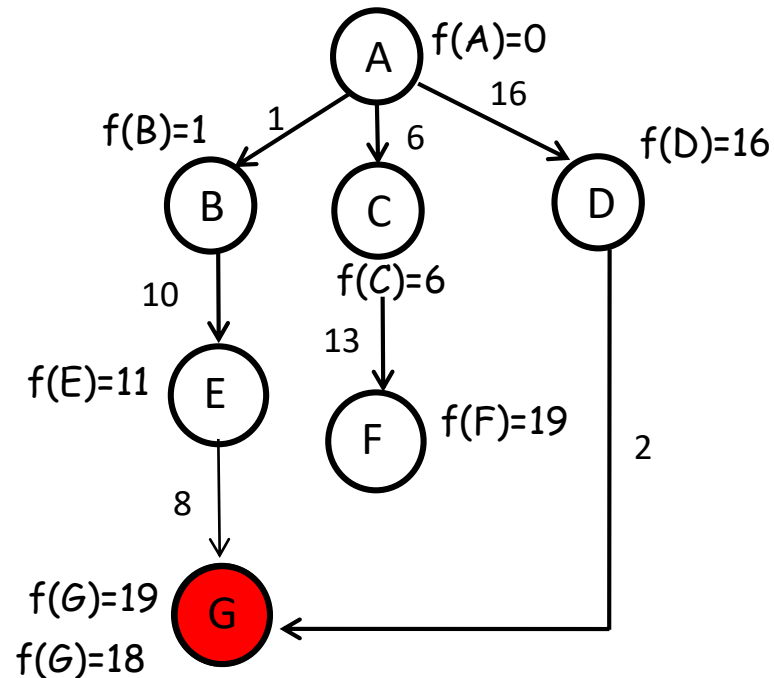 A
f(A)=0
1
6
16
f(B)=1
f(D)=16
B
C
D
f(C)=6
10
13
f(E)=11
E
F
f(F)=19
2
8
f(G)=19
G
f(G)=18